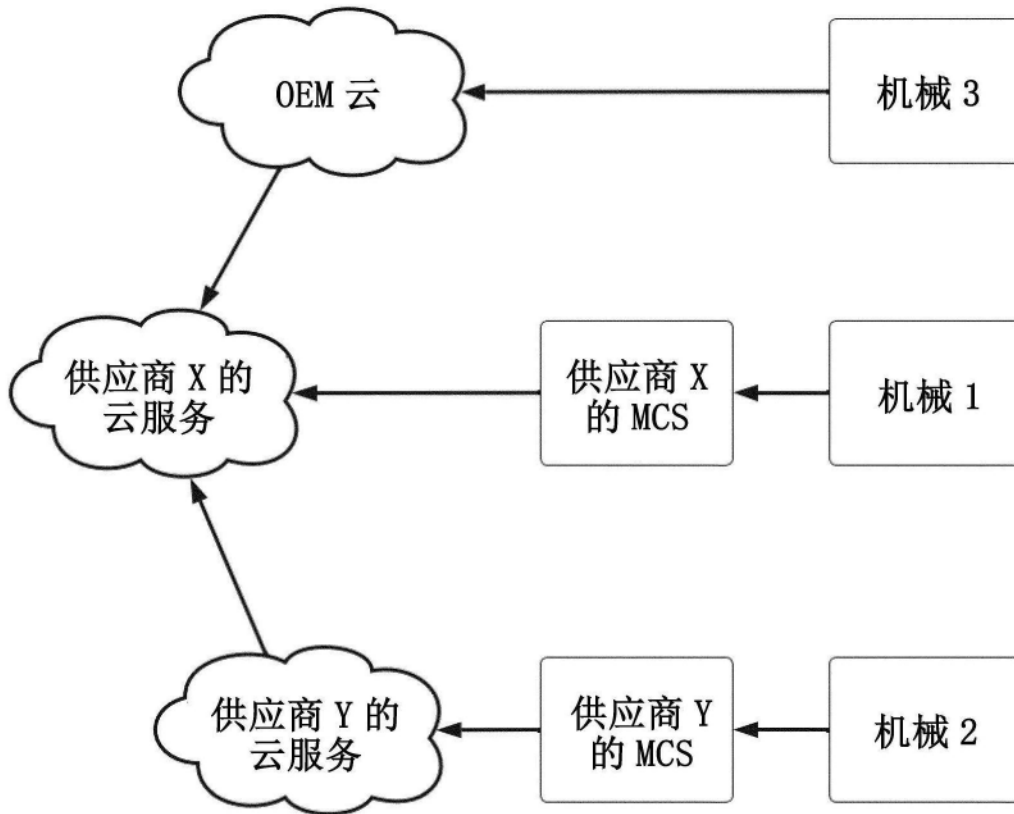 OEM 云
机械 3
供应商 X 的
云服务
供应商 X
的 MCS
机械 1
供应商 Y 的
云服务
供应商 Y
的 MCS
机械 2